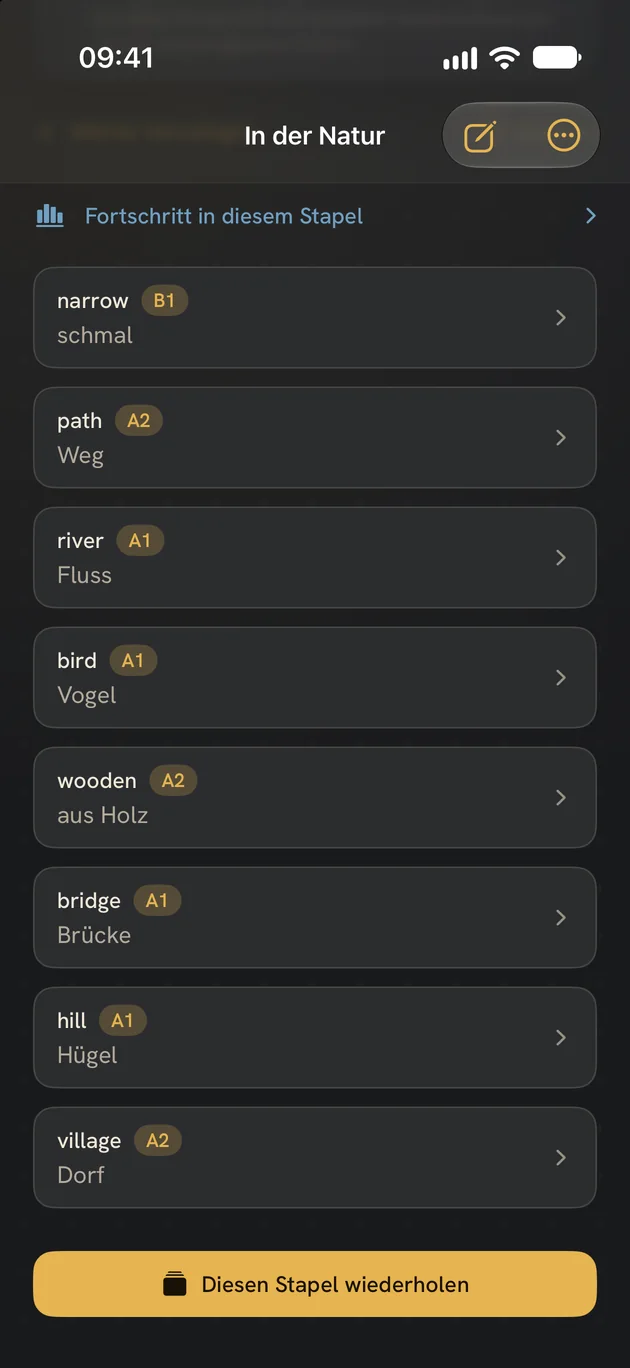 09:41
In der Natur
Fortschritt in diesem Stapel
narrow B1
schmal
path A2
Weg
river A1
Fluss
bird A1
Vogel
wooden A2
aus Holz
bridge A1
Brücke
hill A1
Hügel
village A2
Dorf
Diesen Stapel wiederholen